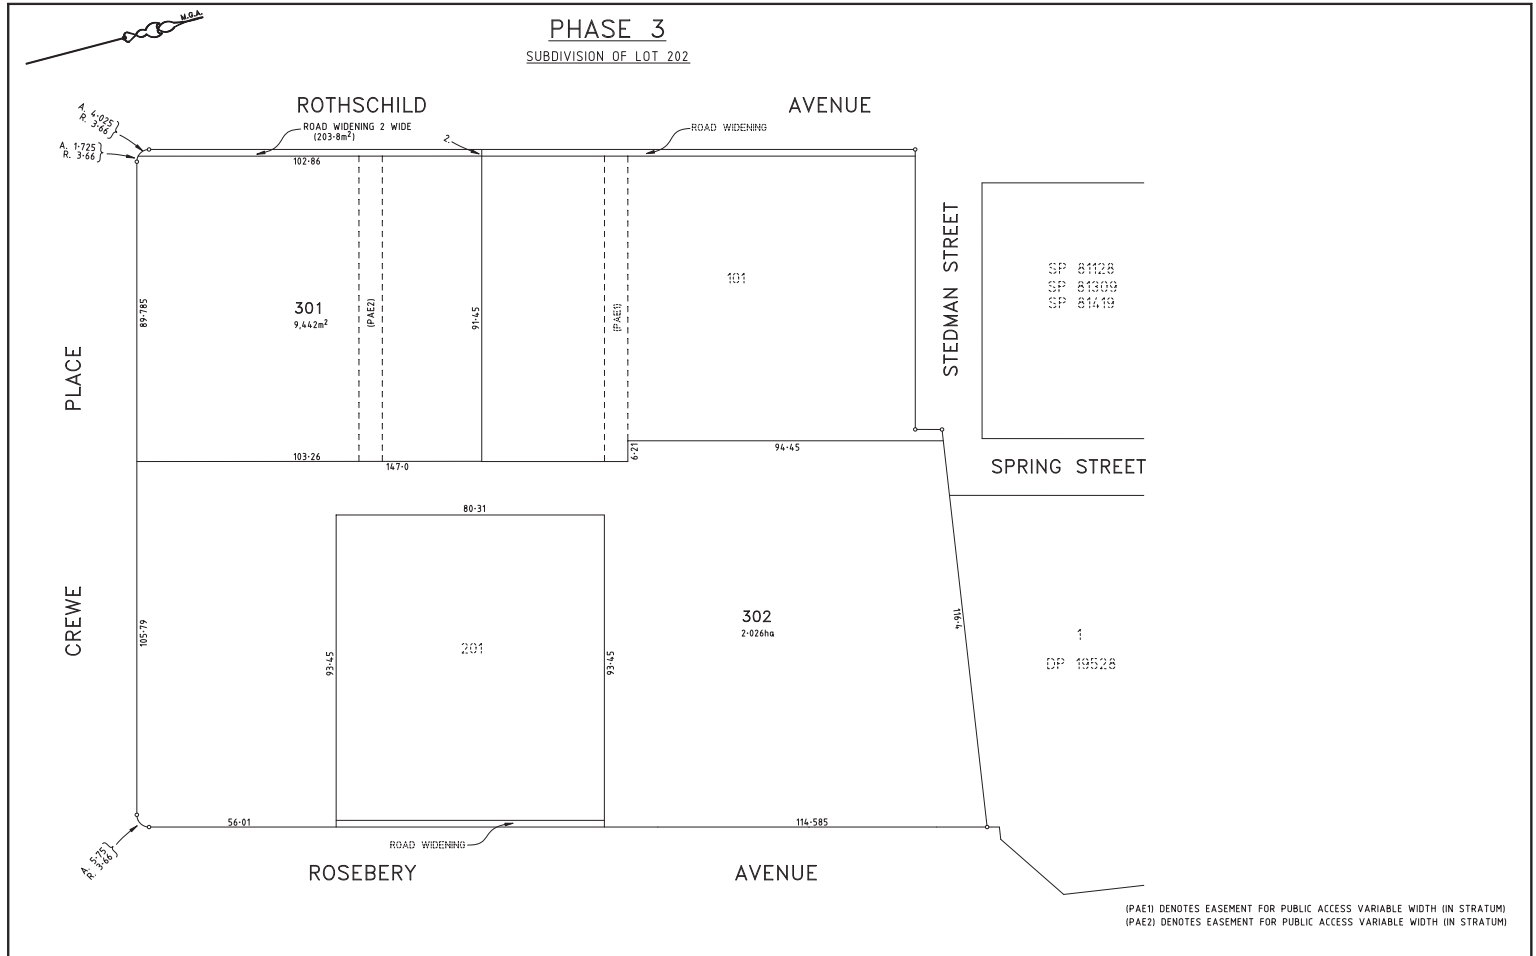 M.G.A.
PHASE 3
SUBDIVISION OF LOT 202
ROTHSCHILD AVENUE
A. 4·025
R. 3·66
ROAD WIDENING 2 WIDE
(203·8m²)
2.
ROAD WIDENING
A. 1·725
R. 3·66
102·86
STEDMAN STREET
SP 81128
SP 81309
SP 81419
101
301
9,442m²
(PAE2)
(PAE1)
89·785
91·45
PLACE
103·26
147·0
6·21
94·45
SPRING STREET
80·31
CREWE
105·79
93·45
201
93·45
302
2·026ha
116·4
1
DP 19528
56·01
114·585
A. 5·75
R. 3·66
ROAD WIDENING
ROSEBERY AVENUE
(PAE1) DENOTES EASEMENT FOR PUBLIC ACCESS VARIABLE WIDTH (IN STRATUM)
(PAE2) DENOTES EASEMENT FOR PUBLIC ACCESS VARIABLE WIDTH (IN STRATUM)